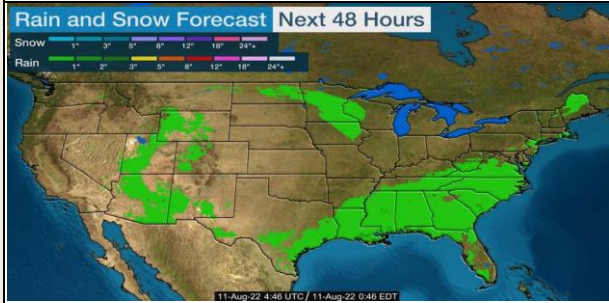 Rain and Snow Forecast Next 48 Hours
Snow
1" 3" 5" 8" 12" 18" 24"+
Rain
1" 2" 3" 5" 8" 12" 18" 24"+
11-Aug-22 4:46 UTC / 11-Aug-22 0:46 EDT